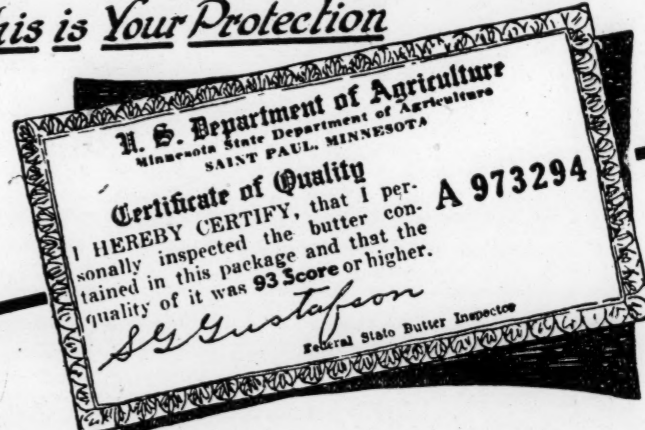 his is Your Protection
U. S. Department of Agriculture
Minnesota State Department of Agriculture
SAINT PAUL, MINNESOTA
Certificate of Quality
A 973294
I HEREBY CERTIFY, that I per-
sonally inspected the butter con-
tained in this package and that the
quality of it was 93 Score or higher.
S G Gustafson
Federal State Butter Inspector